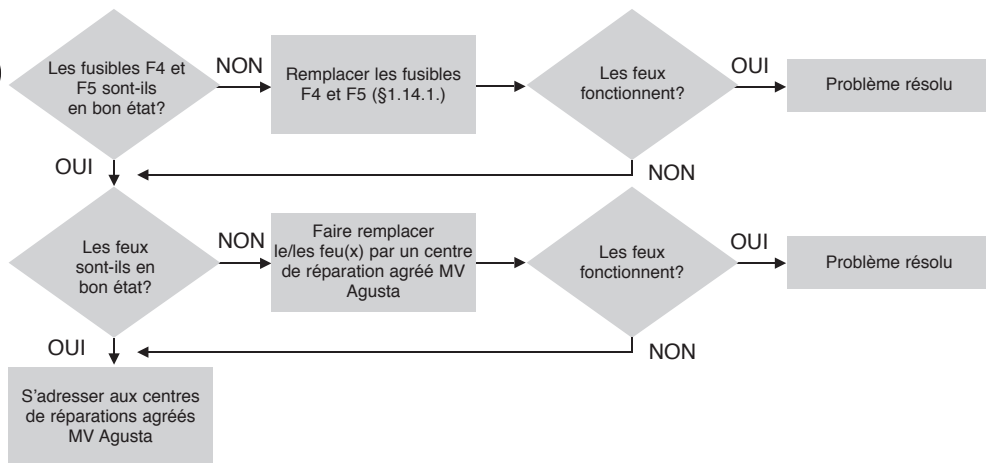 )
Les fusibles F4 et
F5 sont-ils
en bon état?
NON
Remplacer les fusibles
F4 et F5 (§1.14.1.)
Les feux
fonctionnent?
OUI
Problème résolu
OUI
NON
Les feux
sont-ils en
bon état?
NON
Faire remplacer
le/les feu(x) par un centre
de réparation agréé MV
Agusta
Les feux
fonctionnent?
OUI
Problème résolu
OUI
NON
S'adresser aux centres
de réparations agréés
MV Agusta